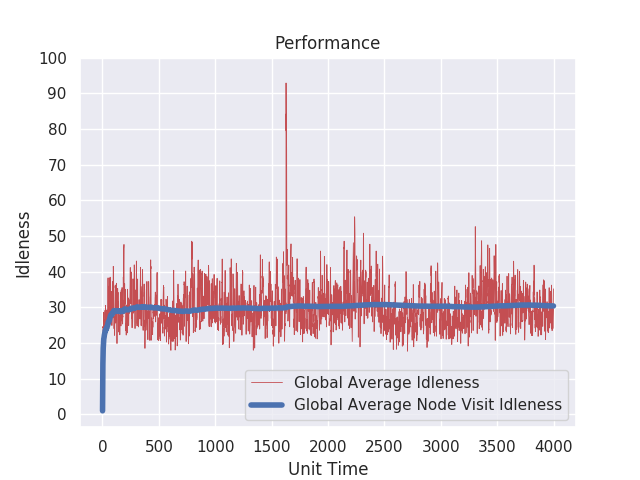 Performance
100
90
80
70
60
50
40
30
20
10
0
Idleness
Global Average Idleness
Global Average Node Visit Idleness
0 500 1000 1500 2000 2500 3000 3500 4000
Unit Time